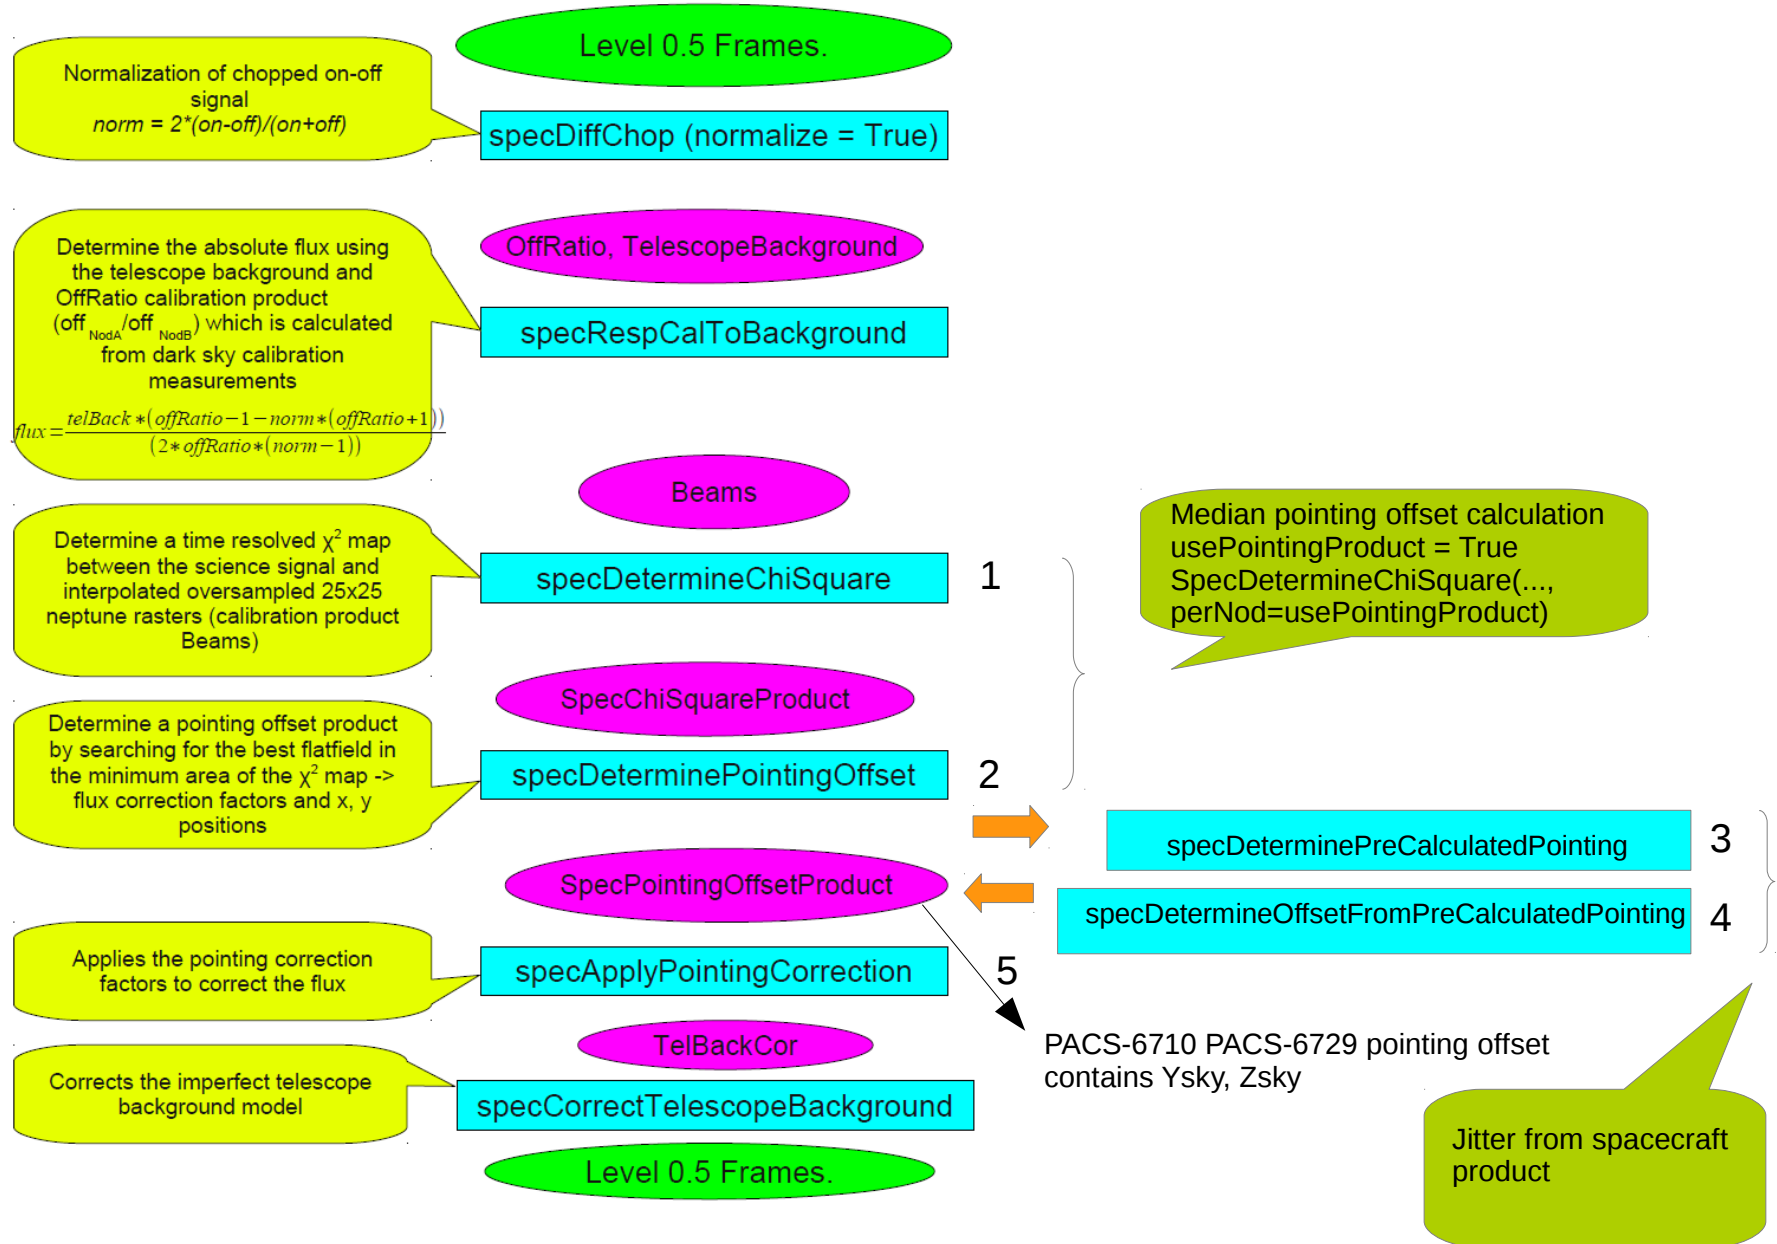 Level 0.5 Frames.
Normalization of chopped on-off
signal
norm = 2*(on-off)/(on+off)
specDiffChop (normalize = True)
OffRatio, TelescopeBackground
Determine the absolute flux using
the telescope background and
OffRatio calibration product
(off NodA/off NodB) which is calculated
from dark sky calibration
measurements
flux = telBack*(offRatio−1−norm*(offRatio+1))
(2*offRatio*(norm−1))
specRespCalToBackground
Beams
Determine a time resolved χ² map
between the science signal and
interpolated oversampled 25x25
neptune rasters (calibration product
Beams)
specDetermineChiSquare
1
Median pointing offset calculation
usePointingProduct = True
SpecDetermineChiSquare(...,
perNod=usePointingProduct)
SpecChiSquareProduct
Determine a pointing offset product
by searching for the best flatfield in
the minimum area of the χ² map ->
flux correction factors and x, y
positions
specDeterminePointingOffset
2
specDeterminePreCalculatedPointing
3
SpecPointingOffsetProduct
specDetermineOffsetFromPreCalculatedPointing
4
Applies the pointing correction
factors to correct the flux
specApplyPointingCorrection
5
PACS-6710 PACS-6729 pointing offset
contains Ysky, Zsky
TelBackCor
Corrects the imperfect telescope
background model
specCorrectTelescopeBackground
Jitter from spacecraft
product
Level 0.5 Frames.